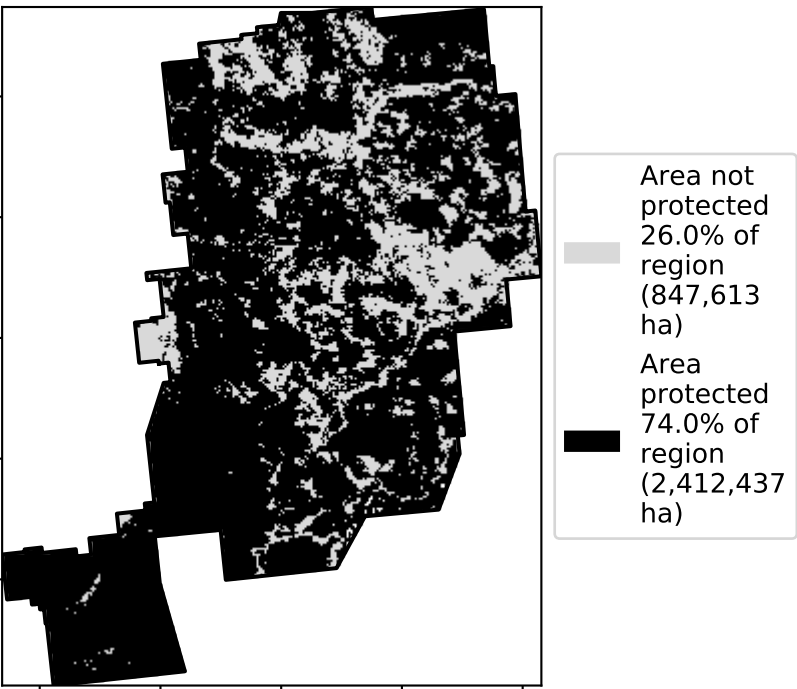 Area not
protected
26.0% of
region
(847,613
ha)
Area
protected
74.0% of
region
(2,412,437
ha)